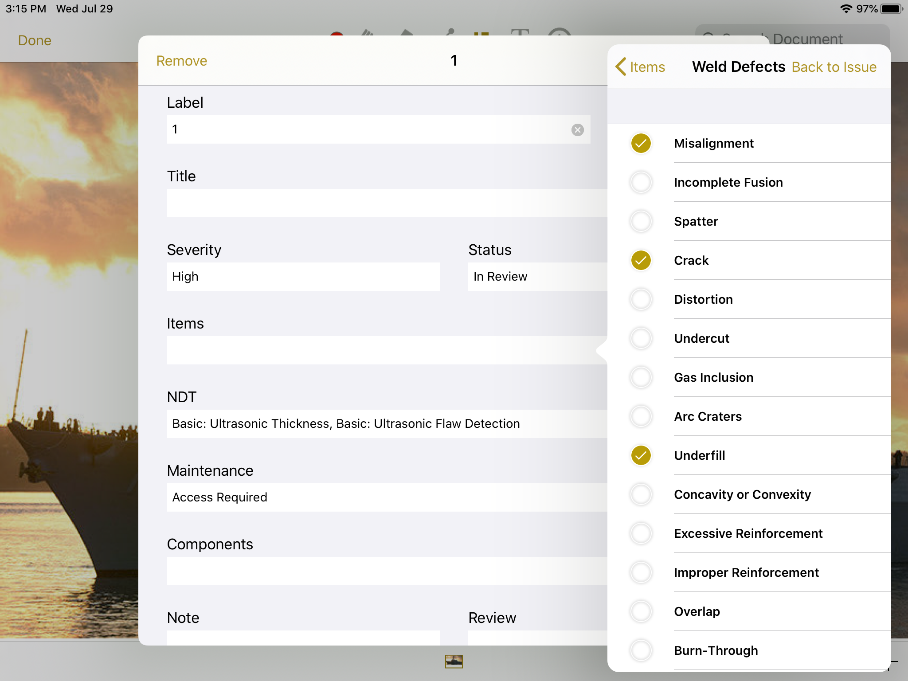 3:15 PM Wed Jul 29
97%
Done
Document
Remove
1
Label
1
Title
Severity
Status
High
In Review
Items
NDT
Basic: Ultrasonic Thickness, Basic: Ultrasonic Flaw Detection
Maintenance
Access Required
Components
Note
Review
Items
Weld Defects
Back to Issue
Misalignment
Incomplete Fusion
Spatter
Crack
Distortion
Undercut
Gas Inclusion
Arc Craters
Underfill
Concavity or Convexity
Excessive Reinforcement
Improper Reinforcement
Overlap
Burn-Through